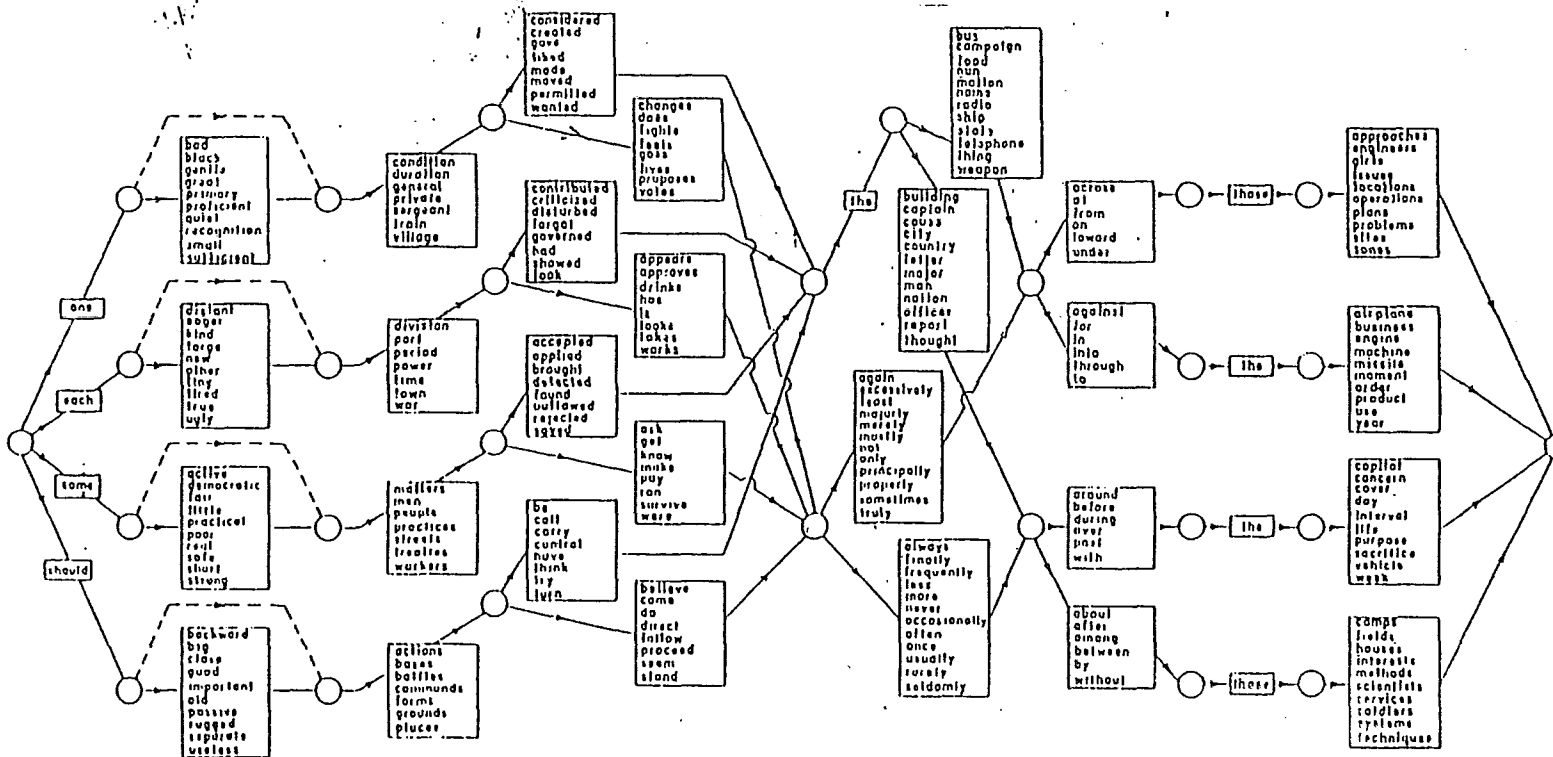 one
each
some
should
bad
black
gentle
great
primary
proficient
quiet
recognition
small
sufficient
distant
eager
kind
large
new
other
tiny
tired
true
ugly
active
democratic
fair
little
practical
poor
real
safe
short
strong
backward
big
close
good
important
old
passive
rugged
separate
useless
condition
duration
general
private
sergeant
train
village
division
part
period
power
time
town
war
matters
men
people
practices
streets
treaties
workers
actions
bases
battles
commands
forms
grounds
places
considered
created
gave
liked
made
moved
permitted
wanted
changes
does
fights
feels
goes
lives
proposes
votes
contributed
criticized
disturbed
forgot
governed
had
showed
took
appears
approves
drinks
has
is
looks
takes
works
accepted
applied
brought
detected
found
outlawed
rejected
ask
get
know
make
pay
ran
survive
were
be
call
carry
control
have
think
try
turn
believe
come
do
direct
follow
proceed
seem
stand
the
bus
campaign
food
gun
motion
name
radio
ship
state
telephone
thing
weapon
building
captain
cause
city
country
letter
major
man
nation
officer
report
thought
again
excessively
least
majorly
merely
mostly
not
only
principally
properly
sometimes
truly
always
finally
frequently
less
more
never
occasionally
often
once
usually
rarely
seldomly
across
at
from
on
toward
under
against
for
in
into
through
to
around
before
during
over
past
with
about
after
among
between
by
without
those
the
the
these
approaches
engineers
girls
issues
locations
operations
plans
problems
sites
zones
airplane
business
engine
machine
missile
moment
order
product
use
year
capital
concern
cover
day
interval
life
purpose
sacrifice
vehicle
week
camps
fields
houses
interests
methods
scientists
services
soldiers
systems
techniques